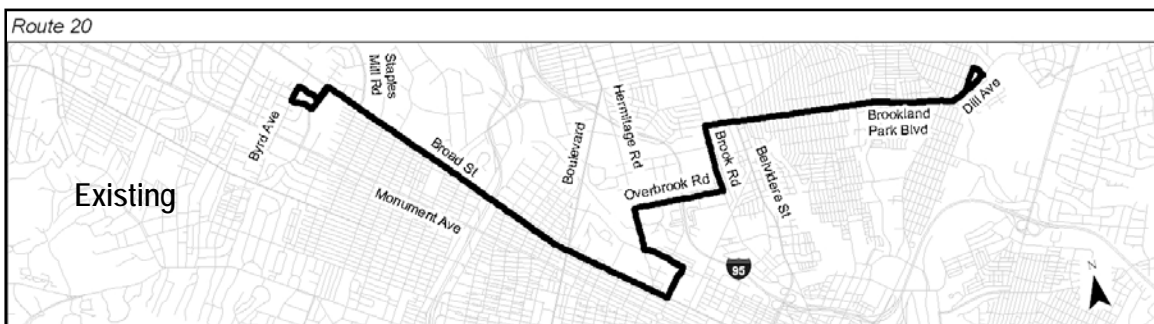 Route 20
Staples
Mill Rd
Byrd Ave
Broad St
Existing
Monument Ave
Boulevard
Hermitage Rd
Overbrook Rd
Brook Rd
Belvidere St
Brookland
Park Blvd
Dill Ave
95
N